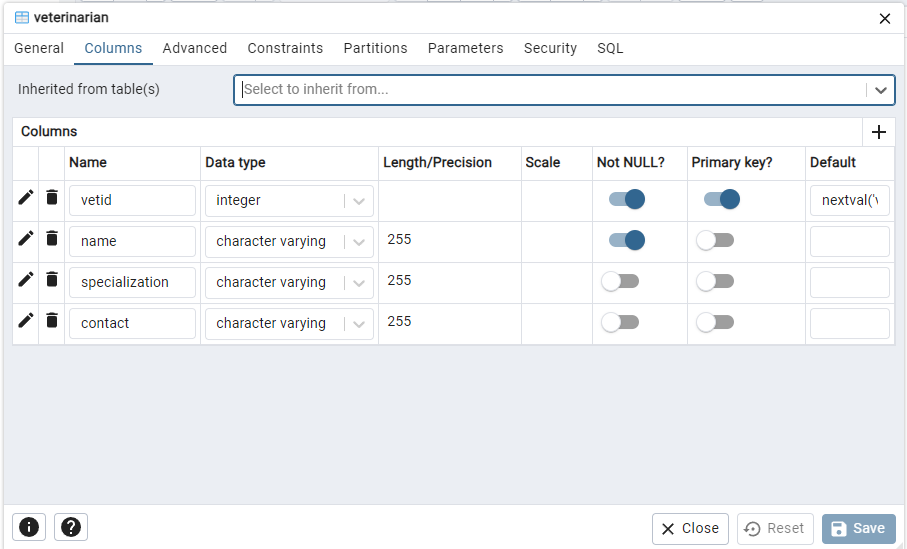 veterinarian
General Columns Advanced Constraints Partitions Parameters Security SQL
Inherited from table(s) Select to inherit from...
Columns
Name Data type Length/Precision Scale Not NULL? Primary key? Default
vetid integer nextval('v
name character varying 255
specialization character varying 255
contact character varying 255
Close Reset Save